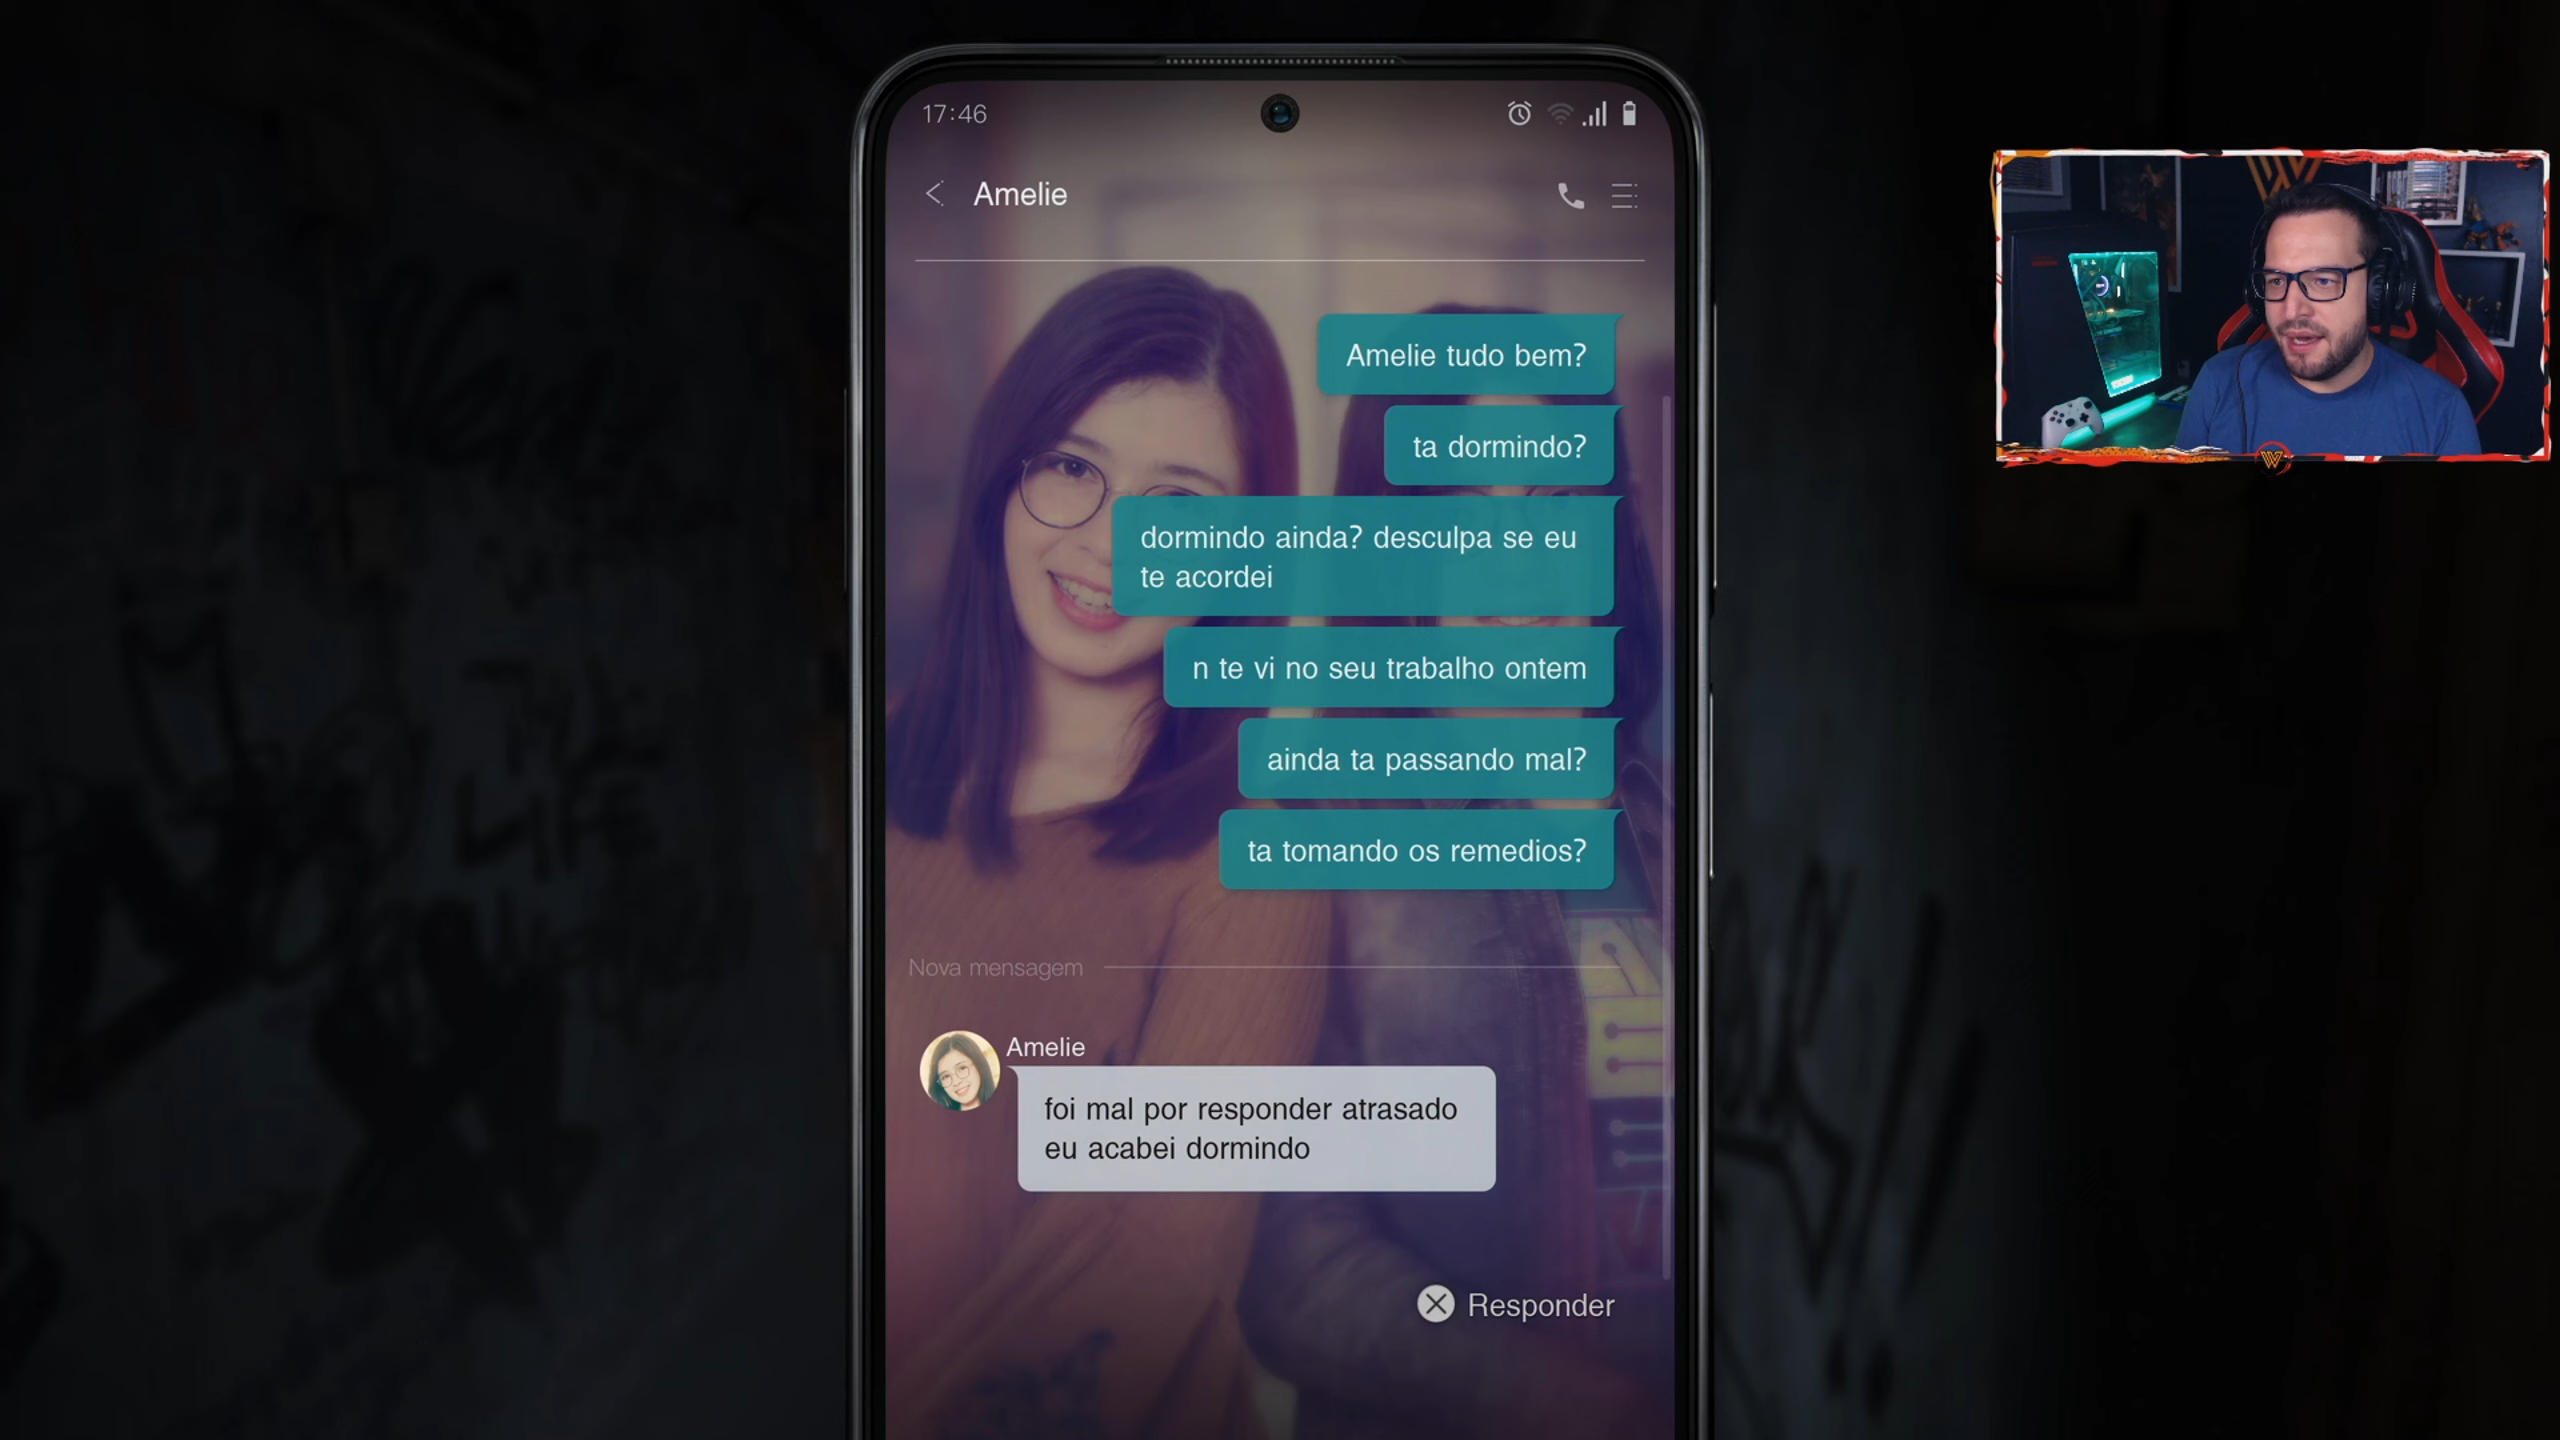 17:46
Amelie
Amelie tudo bem?
ta dormindo?
dormindo ainda? desculpa se eu
te acordei
n te vi no seu trabalho ontem
ainda ta passando mal?
ta tomando os remedios?
Nova mensagem
Amelie
foi mal por responder atrasado
eu acabei dormindo
Responder